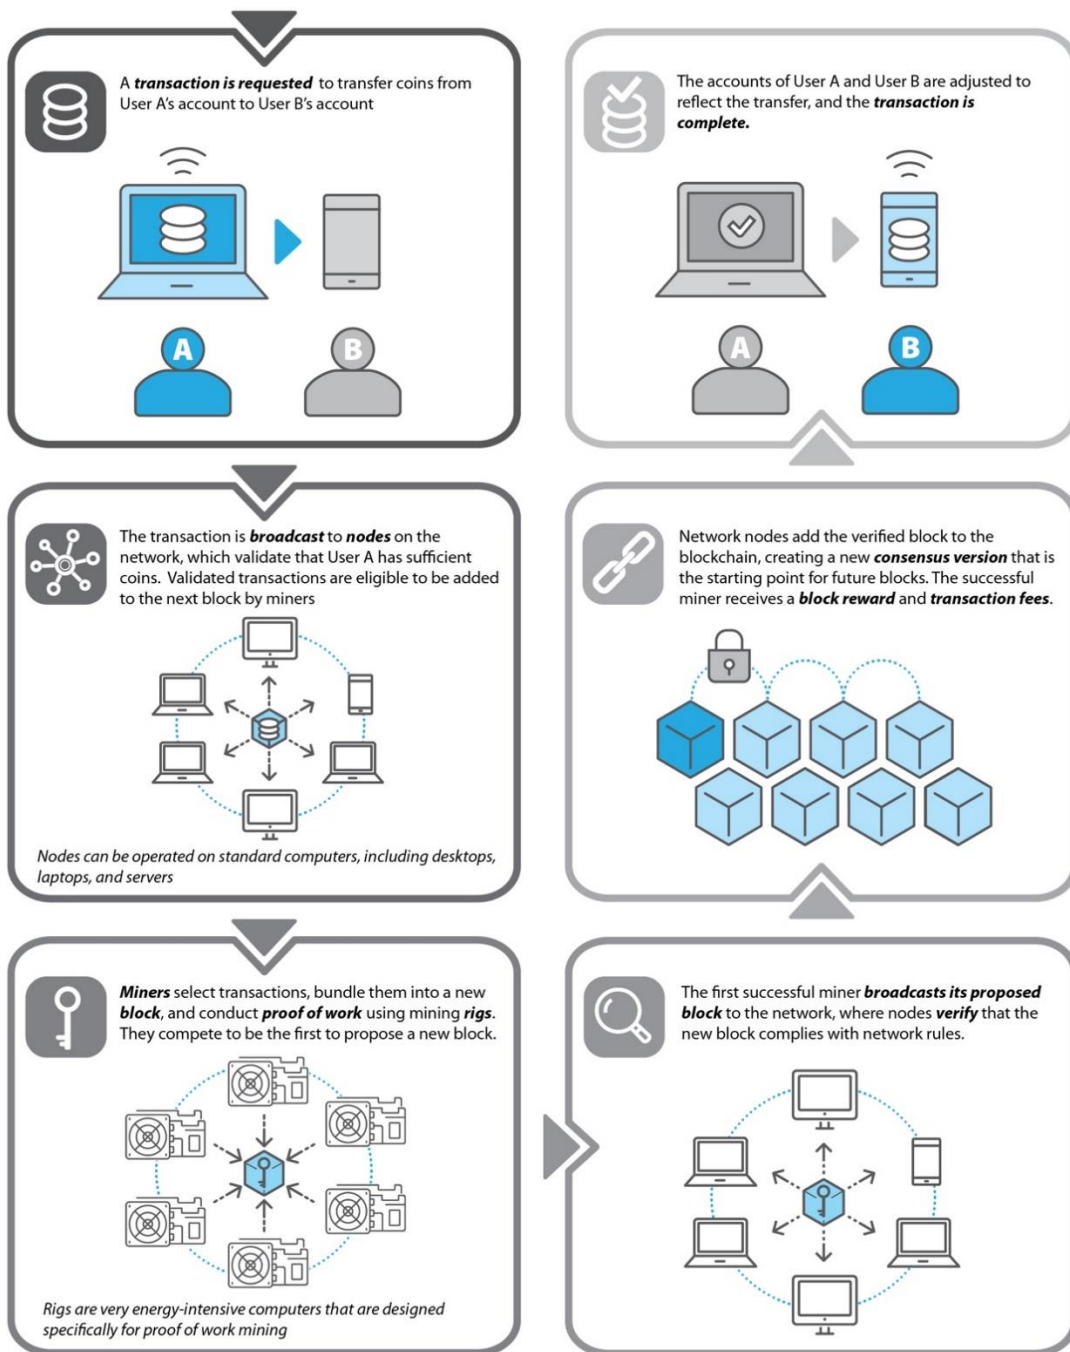 A transaction is requested to transfer coins from
User A's account to User B's account
A
B
The transaction is broadcast to nodes on the
network, which validate that User A has sufficient
coins. Validated transactions are eligible to be added
to the next block by miners
Nodes can be operated on standard computers, including desktops,
laptops, and servers
Miners select transactions, bundle them into a new
block, and conduct proof of work using mining rigs.
They compete to be the first to propose a new block.
Rigs are very energy-intensive computers that are designed
specifically for proof of work mining
The first successful miner broadcasts its proposed
block to the network, where nodes verify that the
new block complies with network rules.
Network nodes add the verified block to the
blockchain, creating a new consensus version that is
the starting point for future blocks. The successful
miner receives a block reward and transaction fees.
The accounts of User A and User B are adjusted to
reflect the transfer, and the transaction is
complete.
A
B